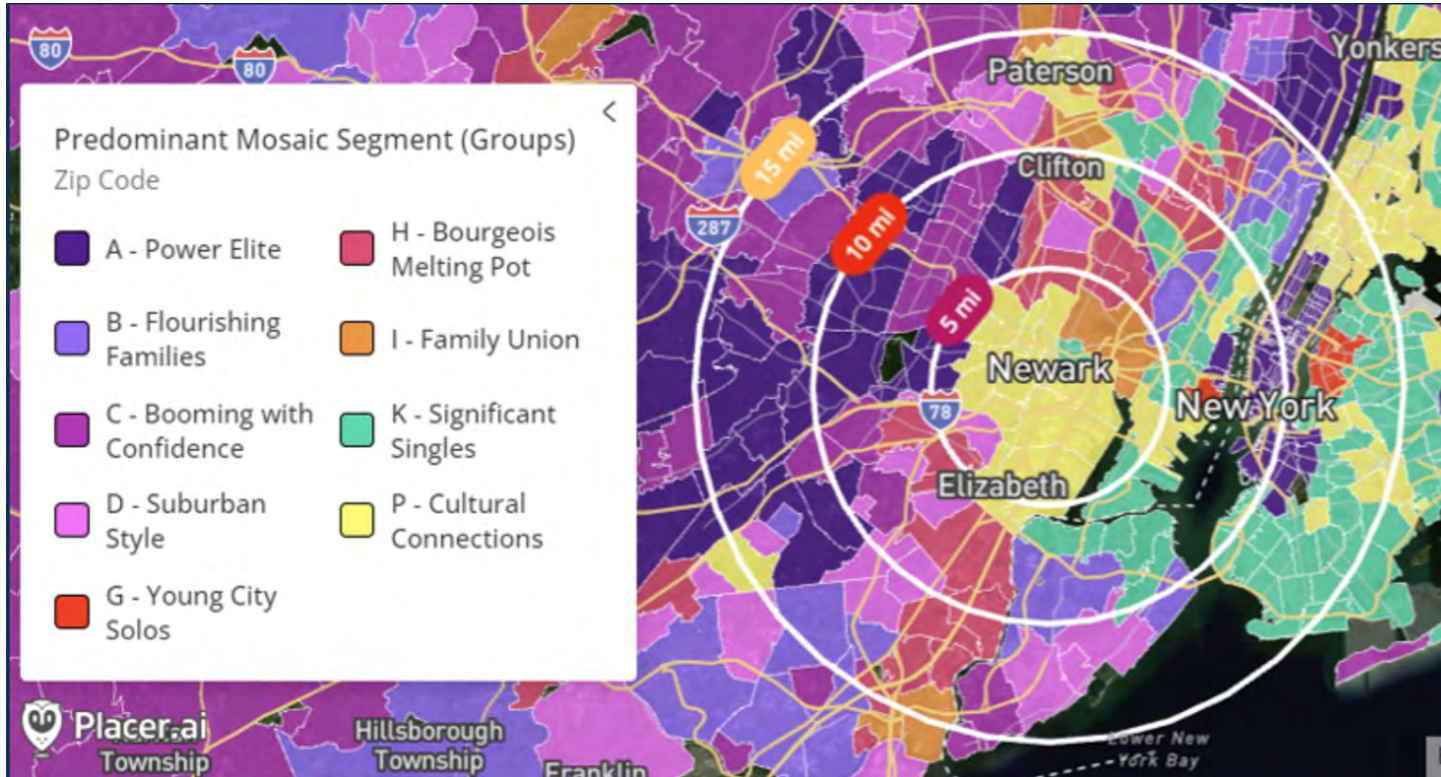 80
80
Yonkers
Paterson
<
Predominant Mosaic Segment (Groups)
Zip Code
A - Power Elite
B - Flourishing
Families
C - Booming with
Confidence
D - Suburban
Style
G - Young City
Solos
H - Bourgeois
Melting Pot
I - Family Union
K - Significant
Singles
P - Cultural
Connections
15 mi
Clifton
287
10 mi
5 mi
Newark
78
New York
Elizabeth
Placer.ai
Township
Hillsborough
Township
Franklin
Lower New
York Bay